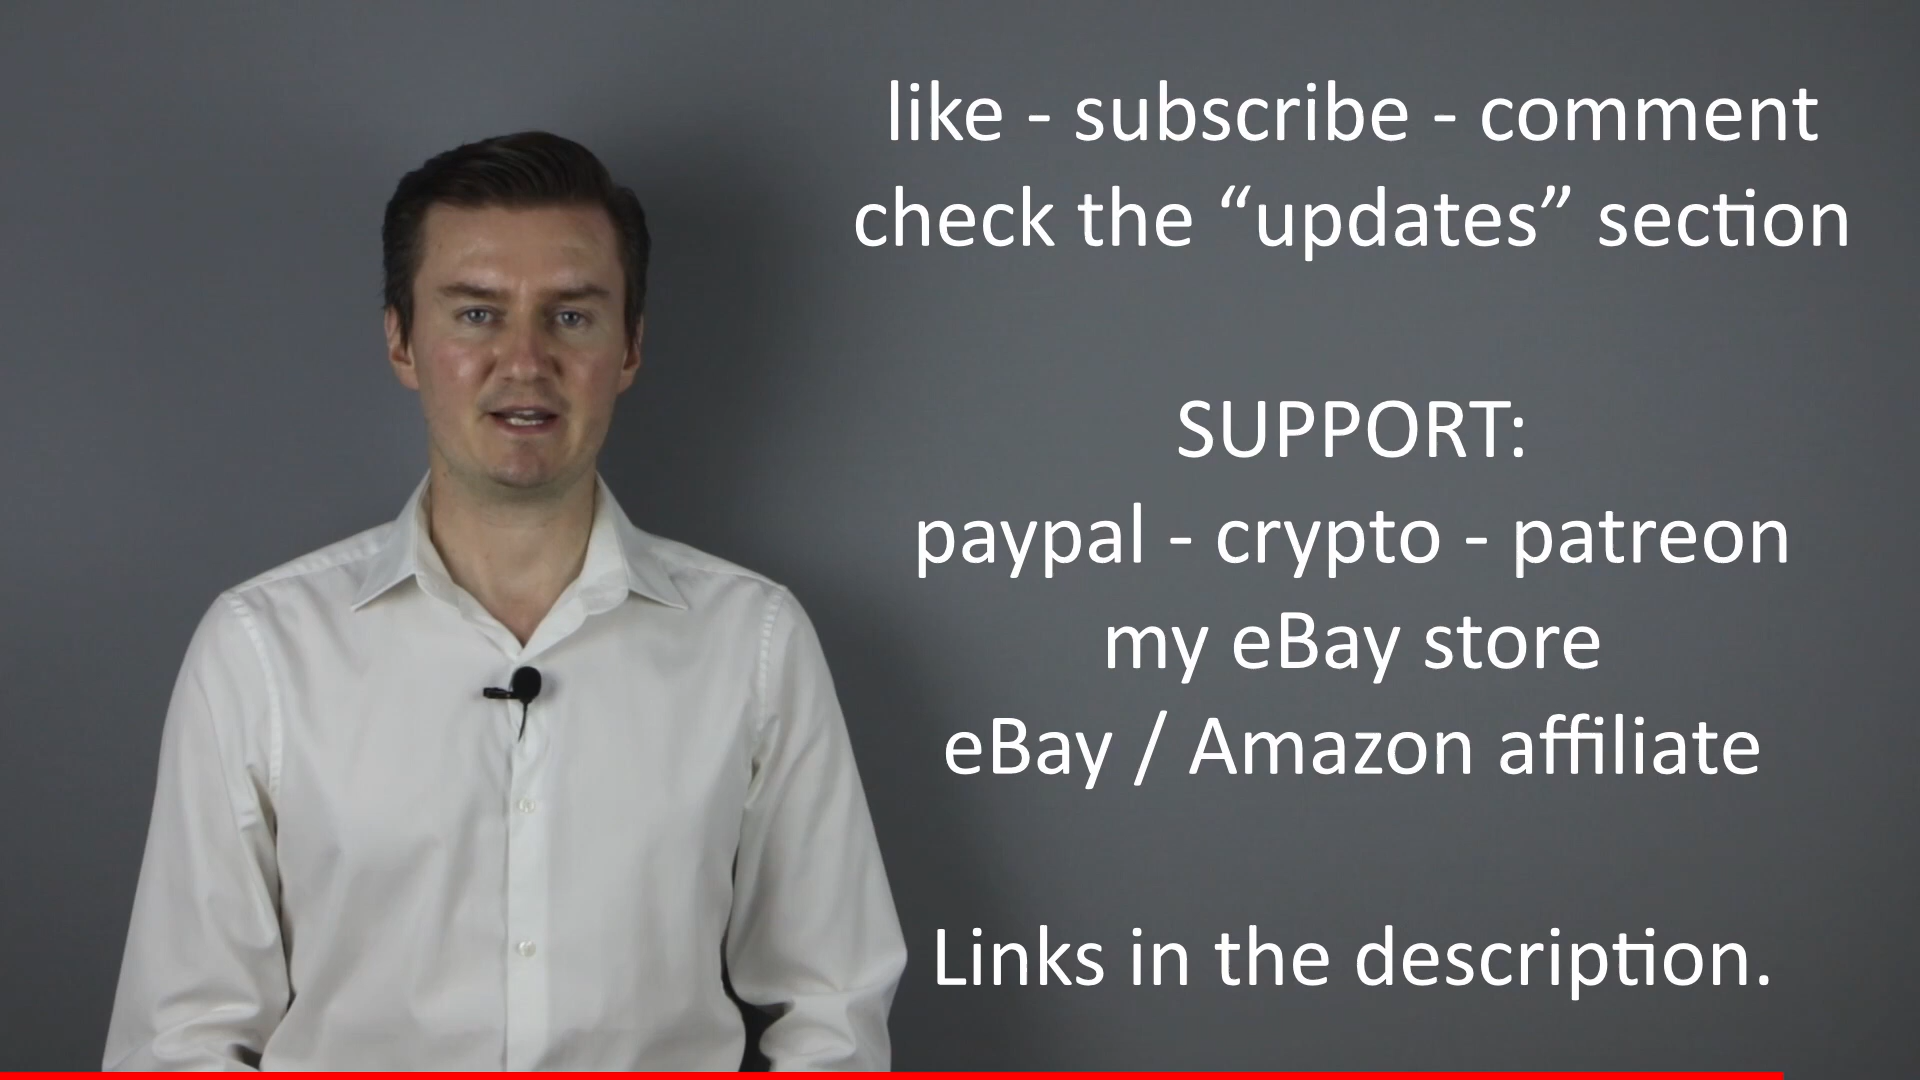 like - subscribe - comment
check the “updates” section
SUPPORT:
paypal - crypto - patreon
my eBay store
eBay / Amazon affiliate
Links in the description.